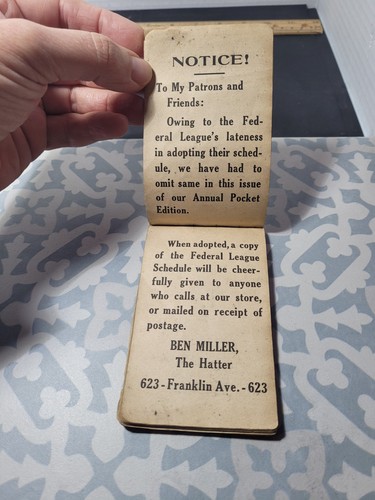 NOTICE!
To My Patrons and
Friends:
Owing to the Fed-
eral League's lateness
in adopting their sched-
ule, we have had to
omit same in this issue
of our Annual Pocket
Edition.
When adopted, a copy
of the Federal League
Schedule will be cheer-
fully given to anyone
who calls at our store,
or mailed on receipt of
postage.
BEN MILLER,
The Hatter
623 - Franklin Ave. - 623